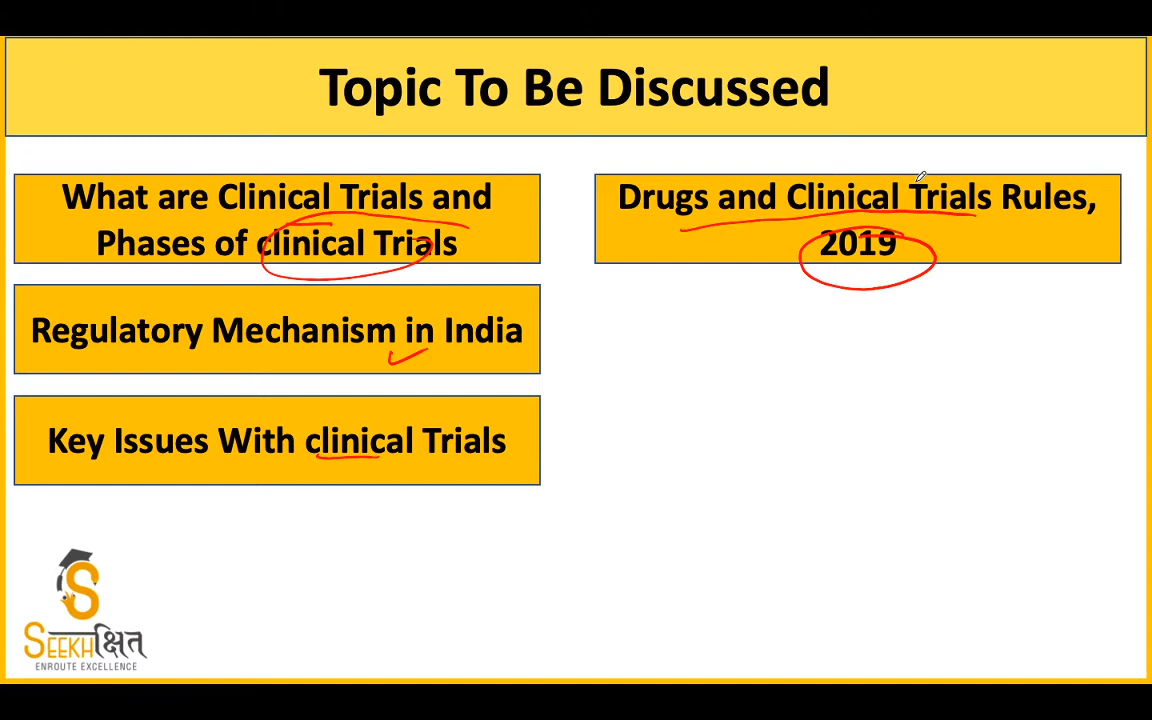 Topic To Be Discussed
What are Clinical Trials and
Phases of clinical Trials
Regulatory Mechanism in India
Key Issues With clinical Trials
Drugs and Clinical Trials Rules,
2019
SEEKHक्षित
ENROUTE EXCELLENCE